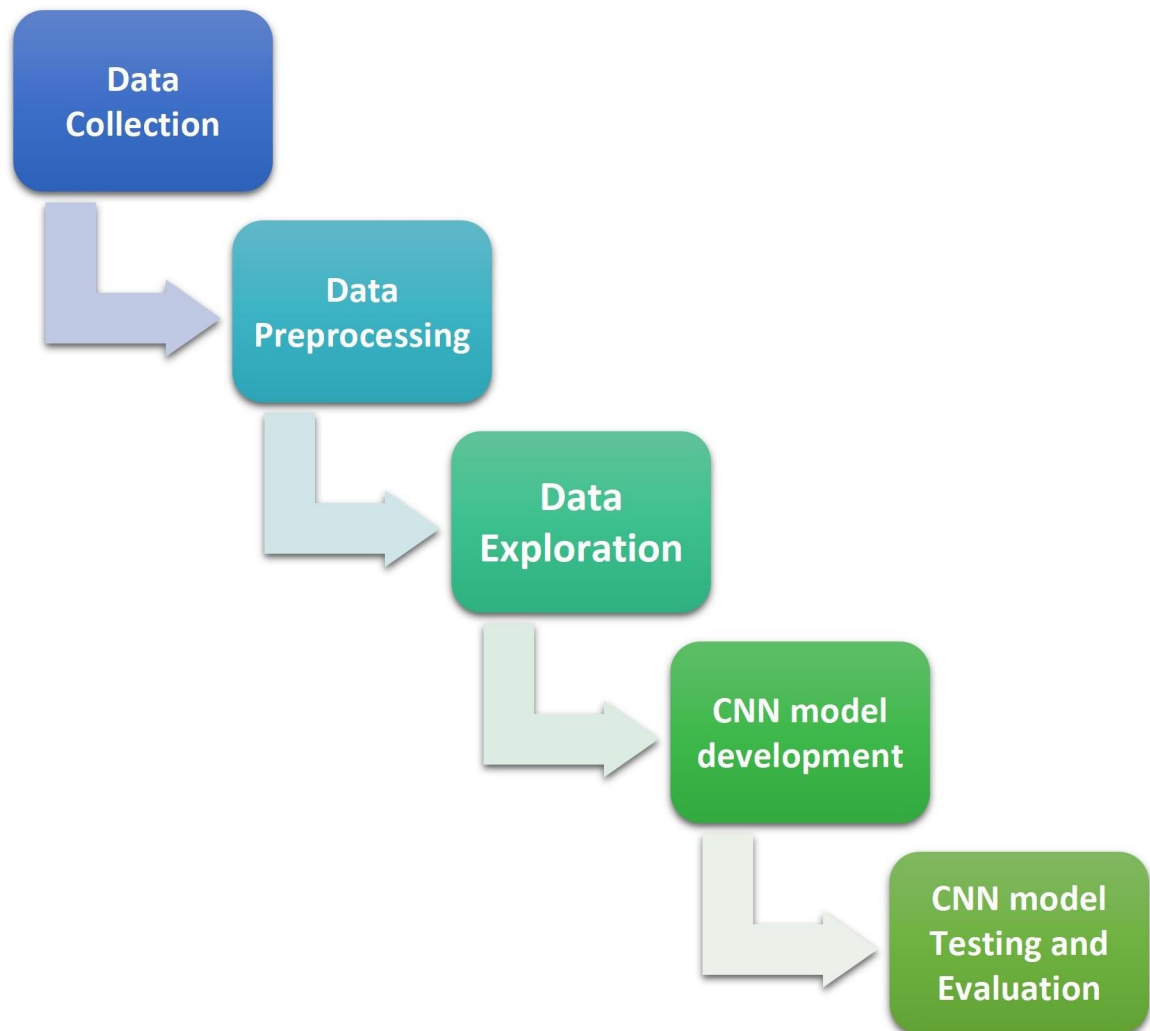 Data
Collection
Data
Preprocessing
Data
Exploration
CNN model
development
CNN model
Testing and
Evaluation